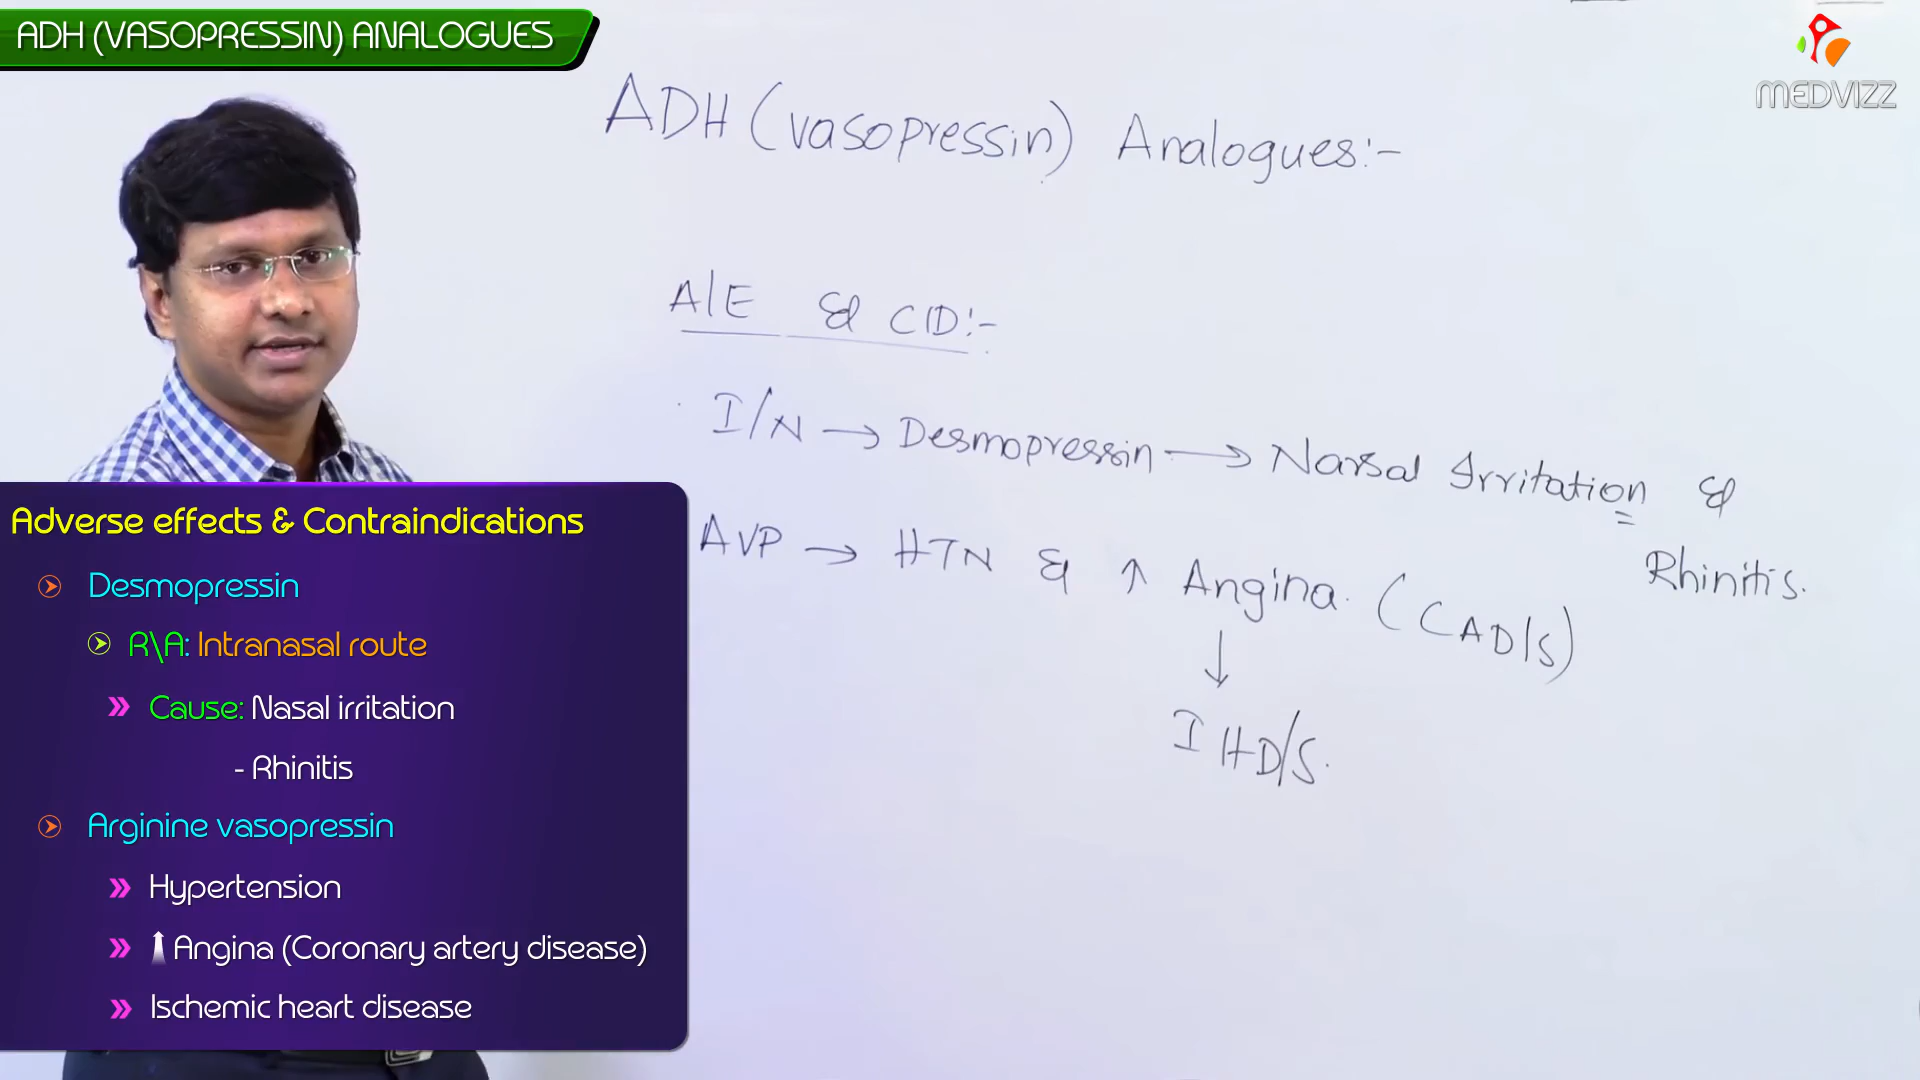 ADH (VASOPRESSIN) ANALOGUES
MEDVIZZ
ADH (vasopressin) Analogues:-
A/E & CID:-
I/N → Desmopressin → Narsal Irritation &
Rhinitis.
AVP → HTN & ↑ Angina. (CAD/S)
↓
IHD/S.
Adverse effects & Contraindications
Desmopressin
R\A: Intranasal route
Cause: Nasal irritation
- Rhinitis
Arginine vasopressin
Hypertension
↑ Angina (Coronary artery disease)
Ischemic heart disease